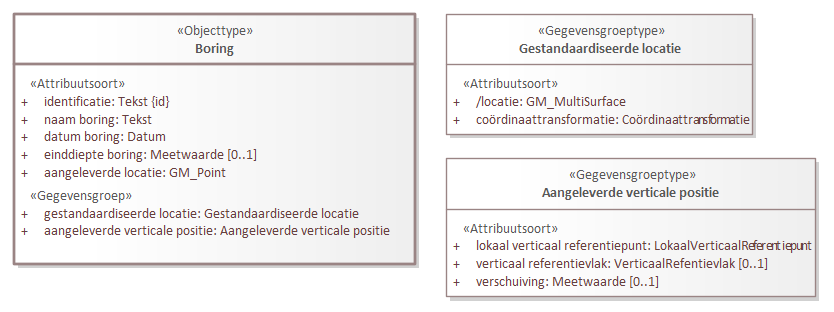 «Objecttype»
Boring
«Attribuutsoort»
+ identificatie: Tekst {id}
+ naam boring: Tekst
+ datum boring: Datum
+ einddiepte boring: Meetwaarde [0..1]
+ aangeleverde locatie: GM_Point
«Gegevensgroep»
+ gestandaardiseerde locatie: Gestandaardiseerde locatie
+ aangeleverde verticale positie: Aangeleverde verticale positie
«Gegevensgroeptype»
Gestandaardiseerde locatie
«Attribuutsoort»
+ /locatie: GM_MultiSurface
+ coördinaattransformatie: Coördinaattransformatie
«Gegevensgroeptype»
Aangeleverde verticale positie
«Attribuutsoort»
+ lokaal verticaal referentiepunt: LokaalVerticaalReferentiepunt
+ verticaal referentievlak: VerticaalRefentievlak [0..1]
+ verschuiving: Meetwaarde [0..1]